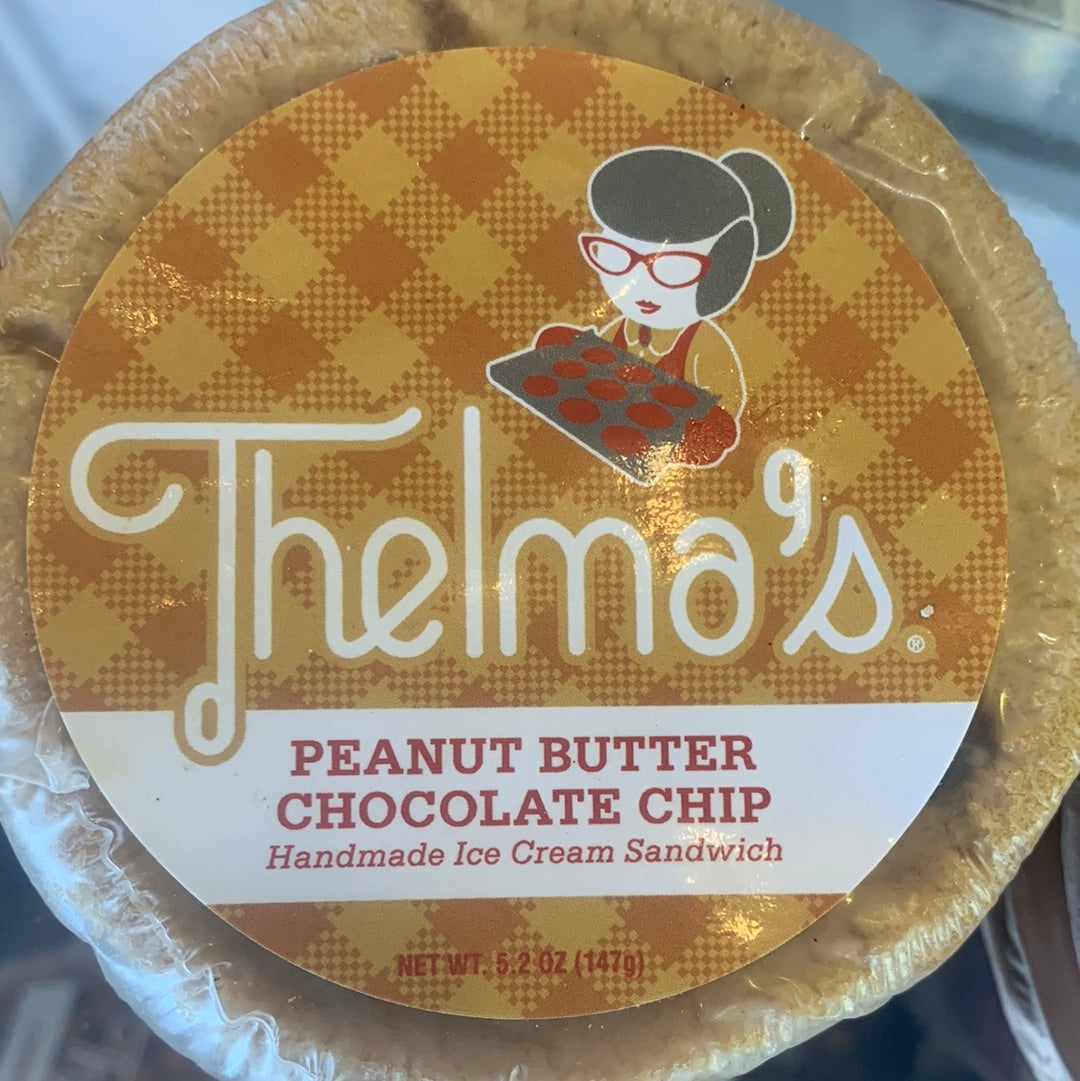 Thelma's®
PEANUT BUTTER
CHOCOLATE CHIP
Handmade Ice Cream Sandwich
NET WT. 5.2 OZ (147g)